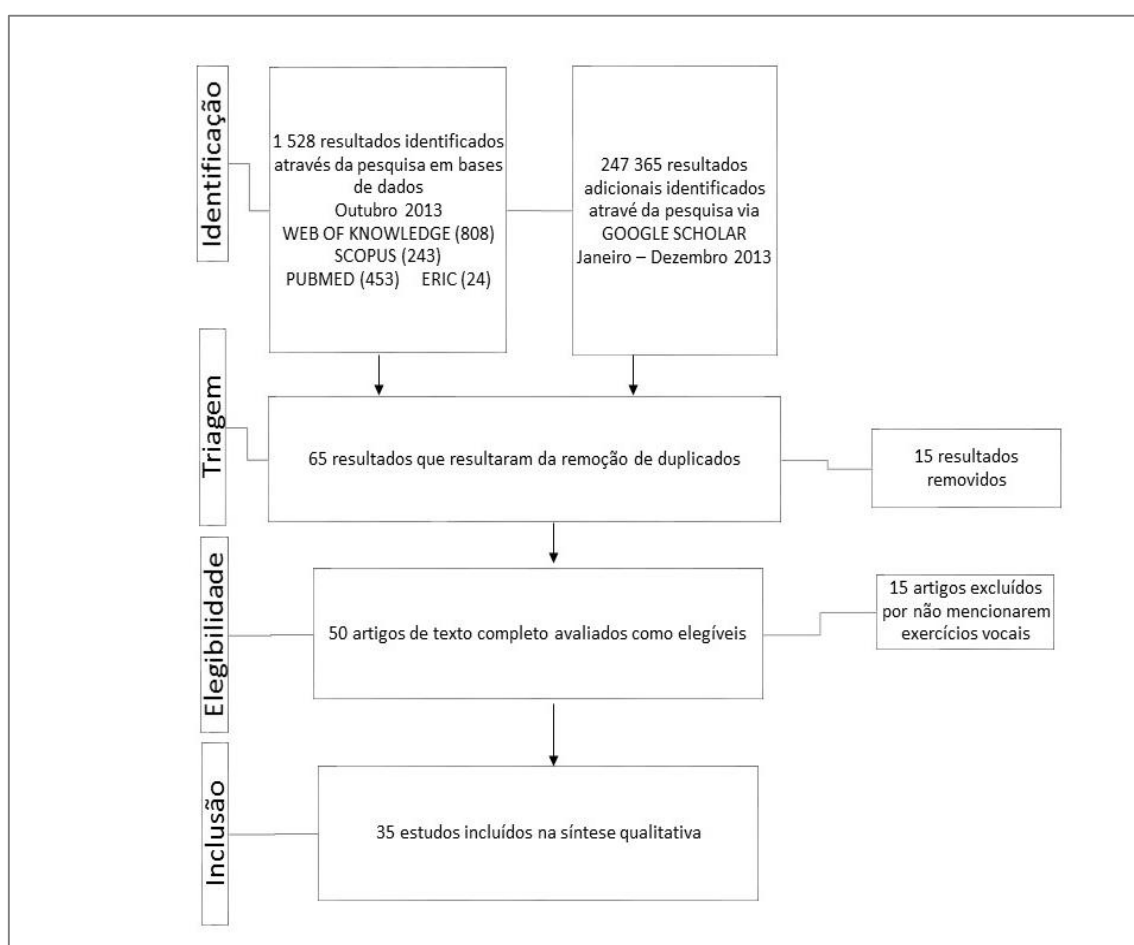 Identificação
1 528 resultados identificados
através da pesquisa em bases
de dados
Outubro 2013
WEB OF KNOWLEDGE (808)
SCOPUS (243)
PUBMED (453) ERIC (24)
247 365 resultados
adicionais identificados
atravé da pesquisa via
GOOGLE SCHOLAR
Janeiro – Dezembro 2013
Triagem
65 resultados que resultaram da remoção de duplicados
15 resultados
removidos
Elegibilidade
50 artigos de texto completo avaliados como elegíveis
15 artigos excluídos
por não mencionarem
exercícios vocais
Inclusão
35 estudos incluídos na síntese qualitativa